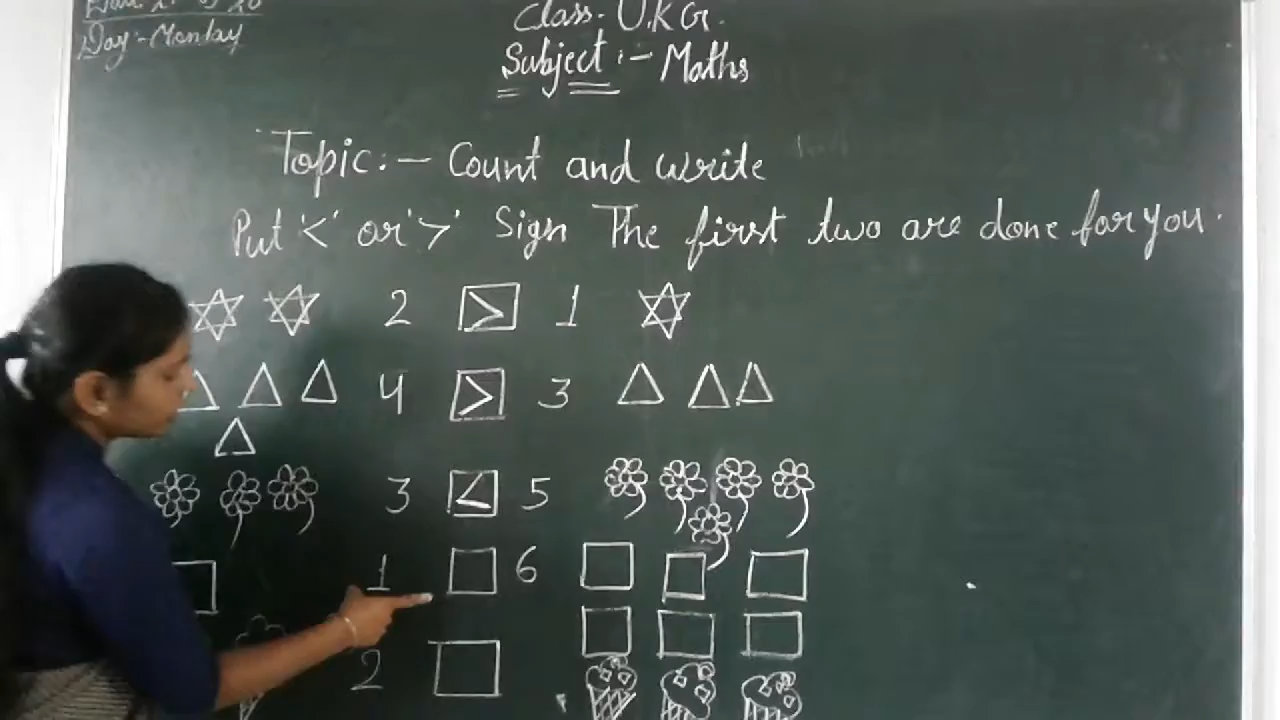 Day:- Monday
Class- U.K.G.
Subject:- Maths
Topic:- Count and write
Put '<' or '>' Sign The first two are done for you.
2 > 1
4 > 3
3 < 5
1 6
2